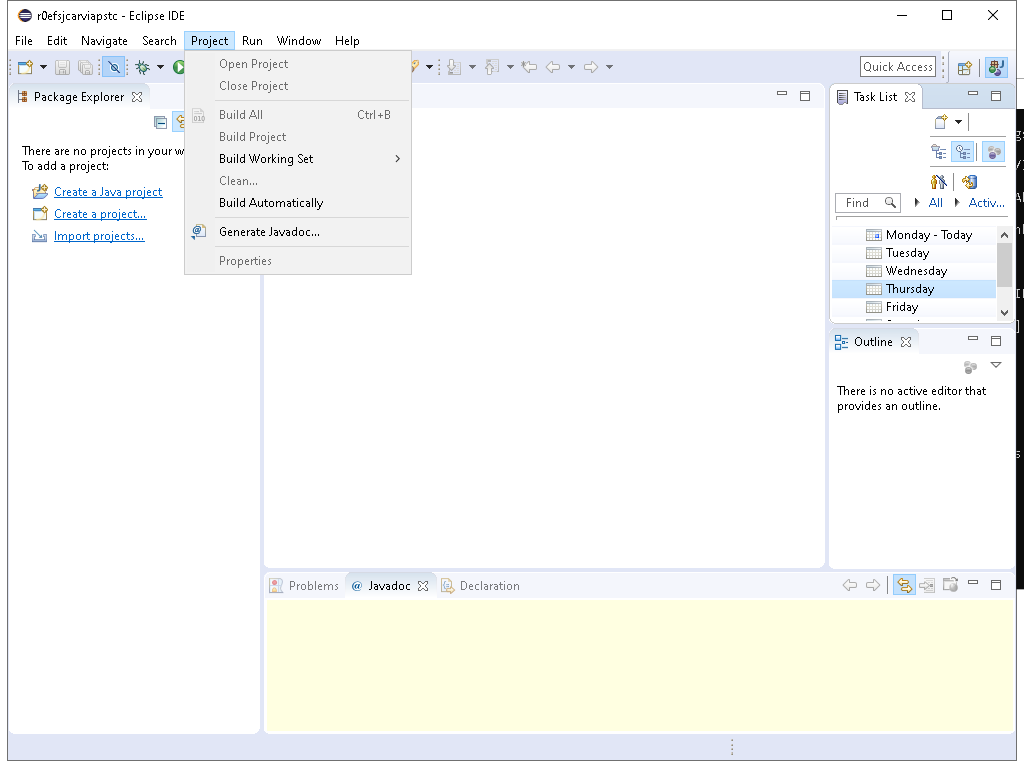 r0efsjcarviapstc - Eclipse IDE
File Edit Navigate Search Project Run Window Help
Quick Access
Package Explorer
There are no projects in your w
To add a project:
Create a Java project
Create a project...
Import projects...
Open Project
Close Project
Build All Ctrl+B
Build Project
Build Working Set
Clean...
Build Automatically
Generate Javadoc...
Properties
Task List
Find All Activ...
Monday - Today
Tuesday
Wednesday
Thursday
Friday
Outline
There is no active editor that
provides an outline.
Problems @ Javadoc Declaration